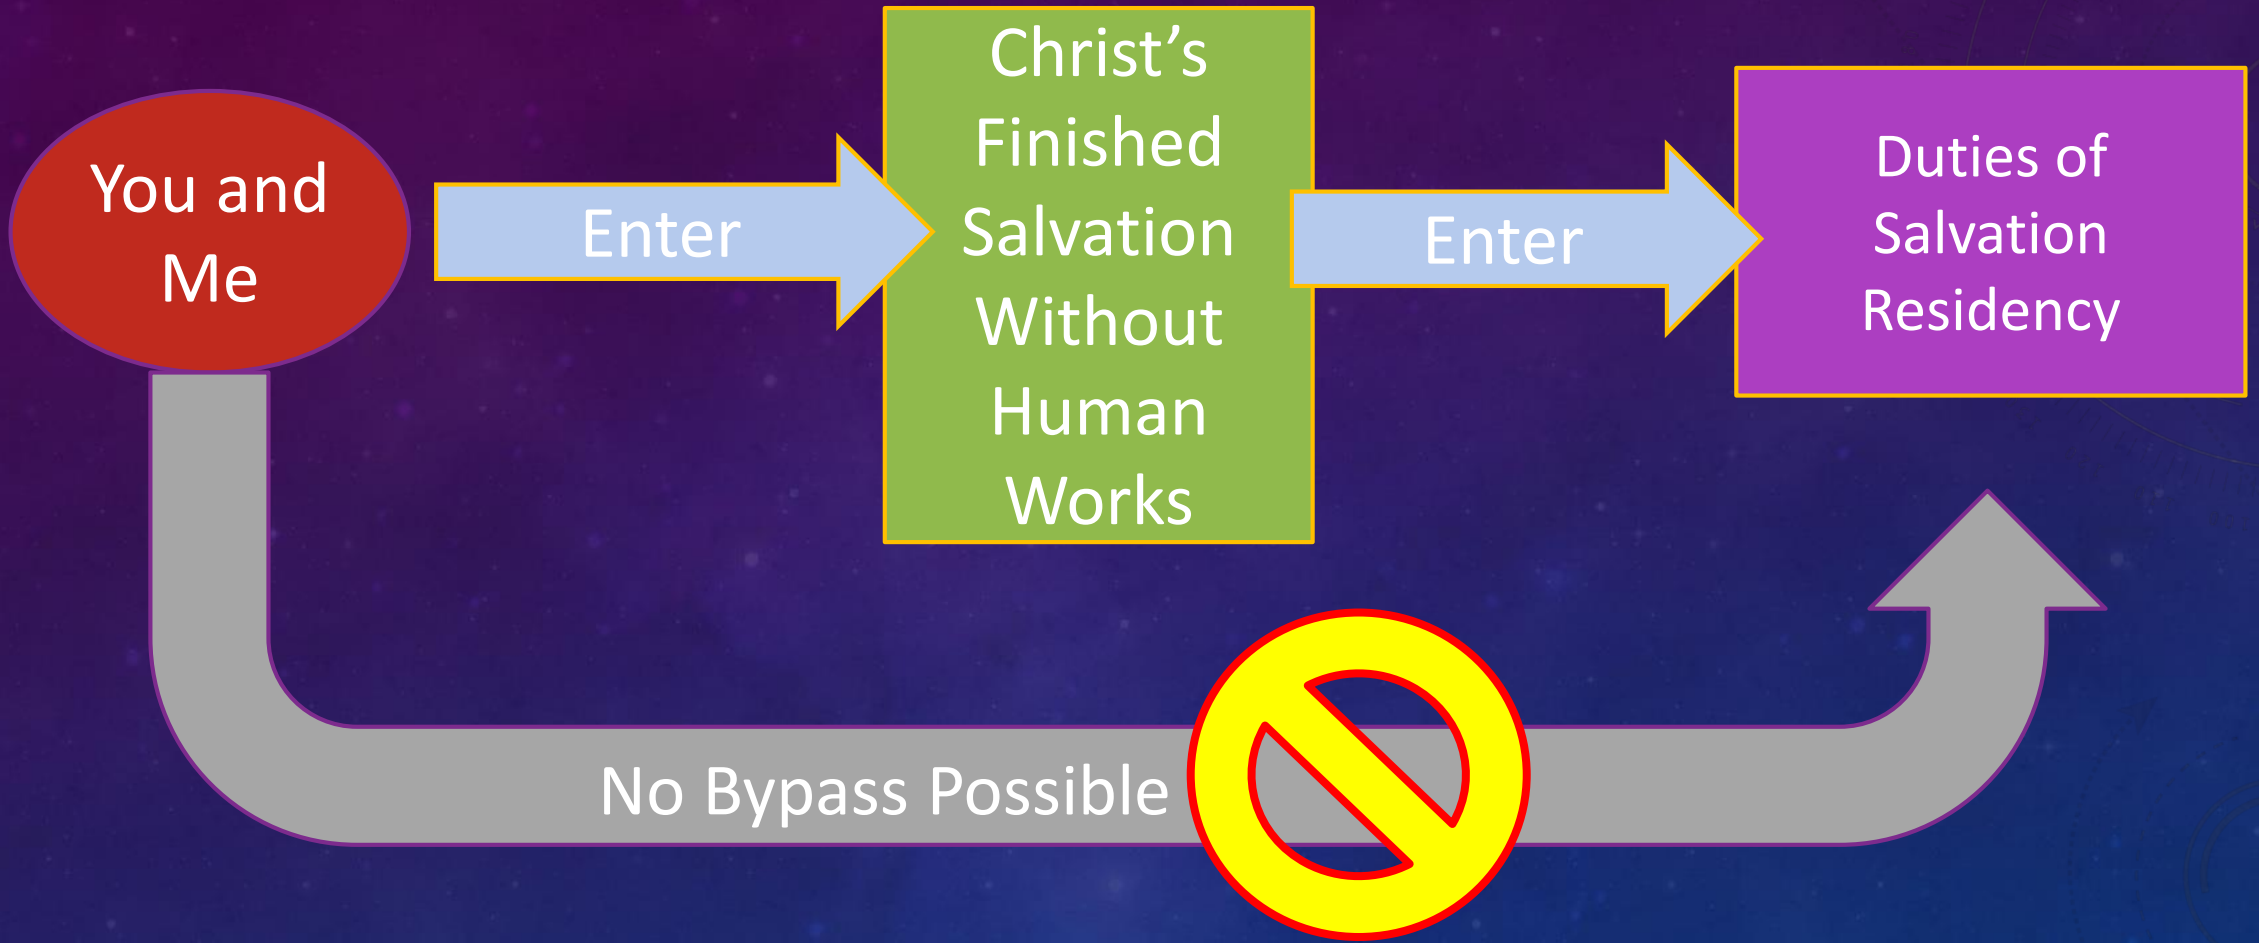 You and
Me
Enter
Christ’s
Finished
Salvation
Without
Human
Works
Enter
Duties of
Salvation
Residency
No Bypass Possible